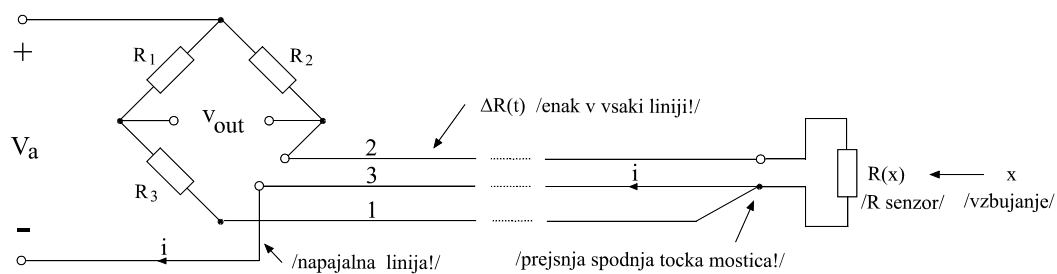 +
R1
R2
Va
vout
ΔR(t) /enak v vsaki liniji!/
2
3
i
R(x)
x
R3
1
/R senzor/
/vzbujanje/
-
i
/napajalna linija!/
/prejsnja spodnja tocka mostica!/